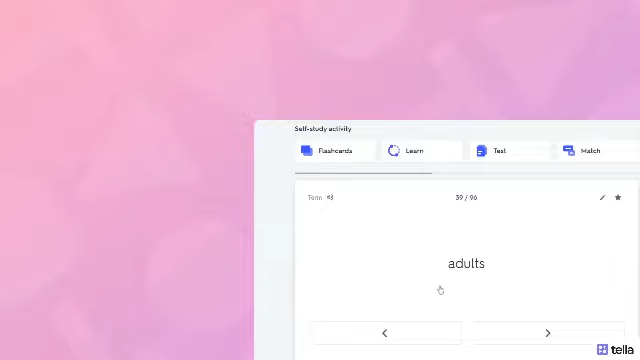 Self-study activity
Flashcards Learn Test Match
Term 39 / 96
adults
tella